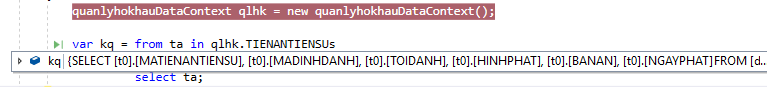 quanlyhokhauDataContext qlhk = new quanlyhokhauDataContext();
var kq = from ta in qlhk.TIENANTIENSUs
kq {SELECT [t0].[MATIENANTIENSU], [t0].[MADINHDANH], [t0].[TOIDANH], [t0].[HINHPHAT], [t0].[BANAN], [t0].[NGAYPHAT]FROM [d...
select ta;